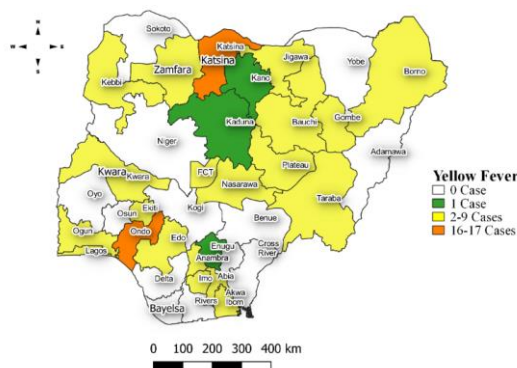 N
W
E
S
Sokoto
Katsina
Katsina
Jigawa
Yobe
Borno
Zamfara
Kebbi
Kano
Kaduna
Bauchi
Gombe
Adamawa
Niger
Plateau
FCT
Nasarawa
Taraba
Kwara
Kwara
Oyo
Osun
Ekiti
Kogi
Benue
Ogun
Ondo
Edo
Lagos
Enugu
Anambra
Cross
River
Delta
Imo
Abia
Rivers
Akwa
Ibom
Bayelsa
Yellow Fever
0 Case
1 Case
2-9 Cases
16-17 Cases
0 100 200 300 400 km